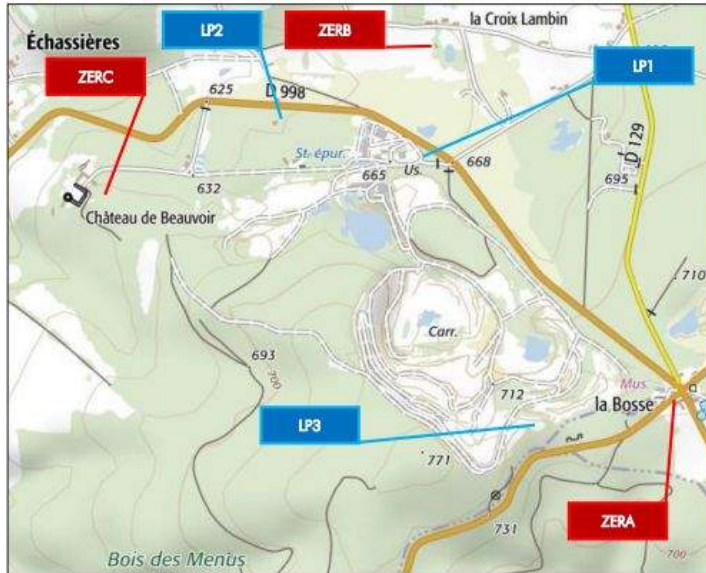 la Croix Lambin
Échassières
LP2
ZERB
ZERC
LP1
625
D 998
D 129
St. épur.
Us.
668
665
632
695
Château de Beauvoir
710
Carr.
693
700
Mus.
712
la Bosse
LP3
771
731
ZERA
Bois des Menus
700